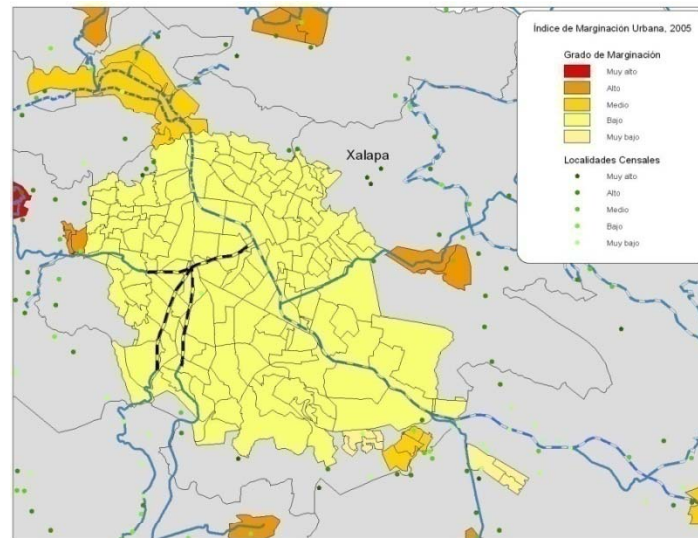 Índice de Marginación Urbana, 2005
Grado de Marginación
Muy alto
Alto
Medio
Bajo
Muy bajo
Localidades Censales
Muy alto
Alto
Medio
Bajo
Muy bajo
Xalapa